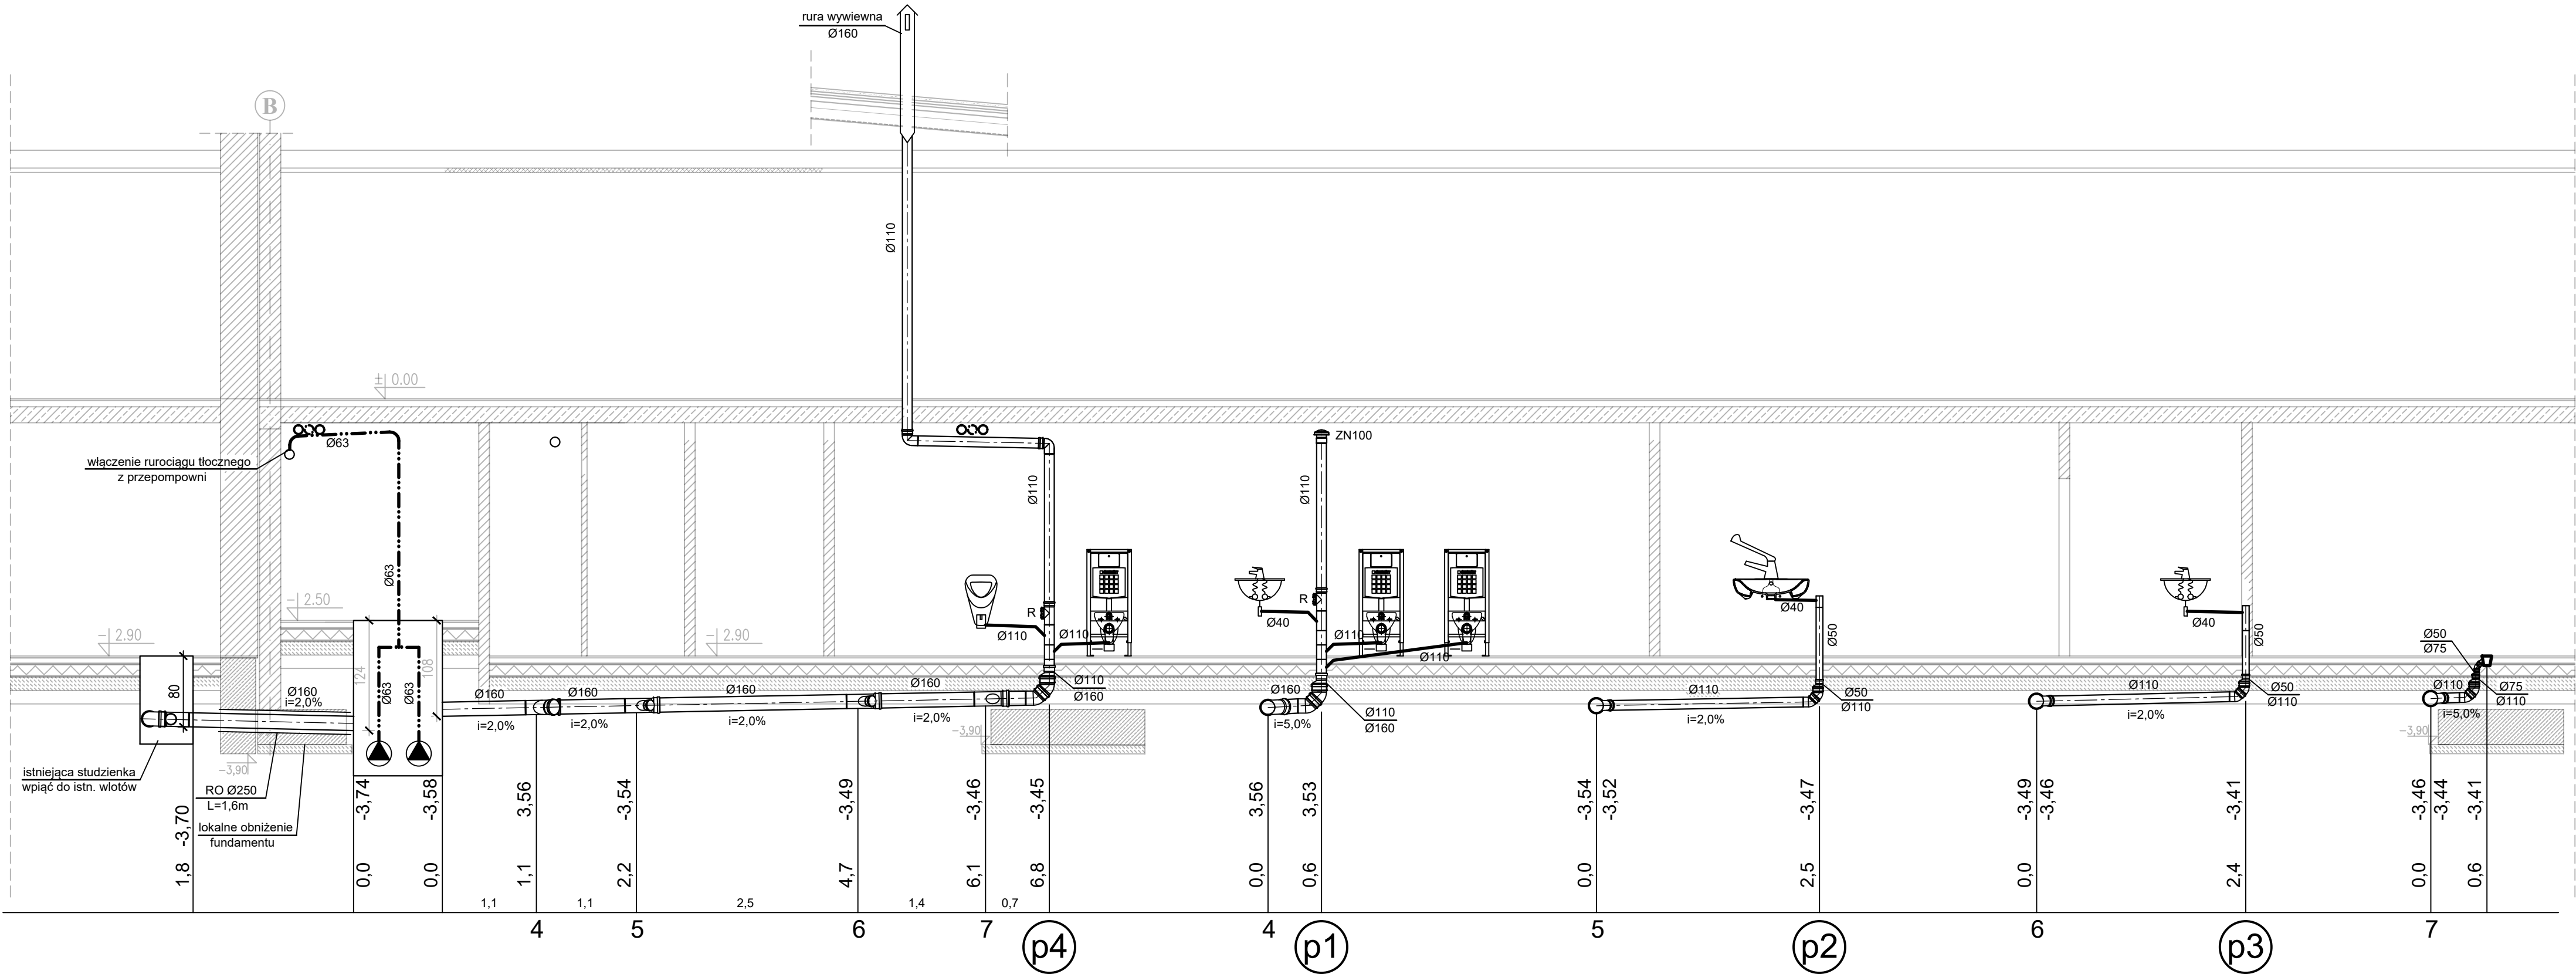 rura wywiewna
Ø160
B
Ø110
± 0.00
Ø63
włączenie rurociągu tłocznego
z przepompowni
ZN100
Ø110
Ø110
Ø63
- 2.50
- 2.90
- 2.90
R
Ø110
Ø110
R
Ø40
Ø110
Ø110
Ø40
Ø50
Ø40
Ø50
Ø50
Ø75
80
124
108
Ø63
Ø63
Ø160
i=2,0%
Ø160
i=2,0%
Ø160
i=2,0%
Ø160
i=2,0%
Ø160
i=2,0%
Ø110
Ø160
Ø160
i=5,0%
Ø110
Ø160
Ø110
i=2,0%
Ø50
Ø110
Ø110
i=2,0%
Ø50
Ø110
Ø110
i=5,0%
Ø75
Ø110
-3,90
-3,90
-3,90
istniejąca studzienka
wpiąć do istn. wlotów
RO Ø250
L=1,6m
lokalne obniżenie
fundamentu
-3,70
-3,74
-3,58
3,56
-3,54
-3,49
-3,46
-3,45
3,56
3,53
-3,54
-3,52
-3,47
-3,49
-3,46
-3,41
-3,46
-3,44
-3,41
1,8
0,0
0,0
1,1
2,2
4,7
6,1
6,8
0,0
0,6
0,0
2,5
0,0
2,4
0,0
0,6
1,1
1,1
2,5
1,4
0,7
4
5
6
7
p4
4
p1
5
p2
6
p3
7